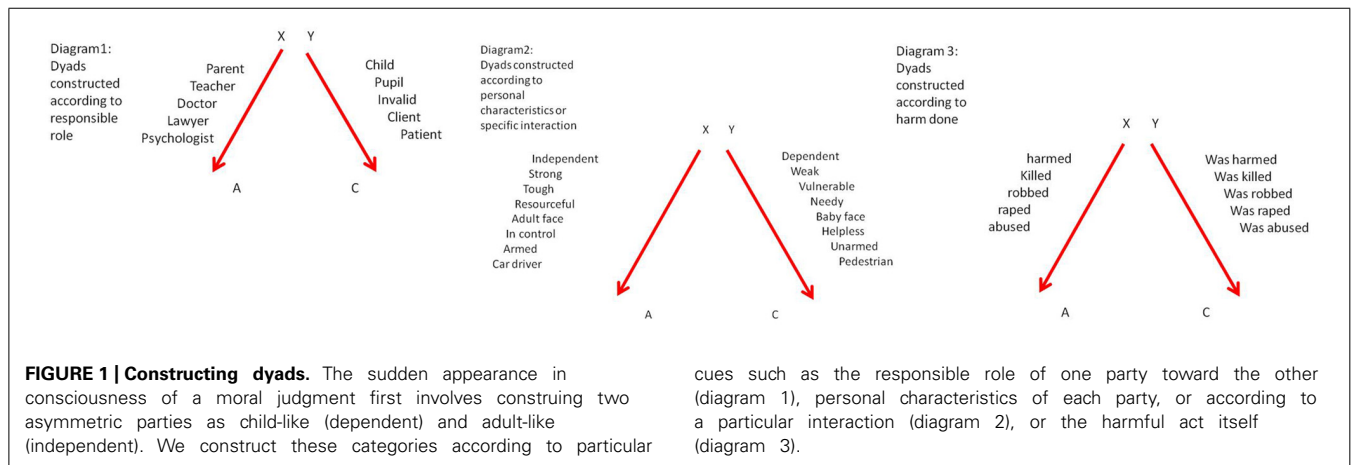 Diagram1:
Dyads
constructed
according to
responsible
role
X Y
Parent
Teacher
Doctor
Lawyer
Psychologist
Child
Pupil
Invalid
Client
Patient
A C
Diagram2:
Dyads constructed
according to
personal
characteristics or
specific interaction
X Y
Independent
Strong
Tough
Resourceful
Adult face
In control
Armed
Car driver
Dependent
Weak
Vulnerable
Needy
Baby face
Helpless
Unarmed
Pedestrian
A C
Diagram 3:
Dyads
constructed
according to
harm done
X Y
harmed
Killed
robbed
raped
abused
Was harmed
Was killed
Was robbed
Was raped
Was abused
A C
FIGURE 1 | Constructing dyads. The sudden appearance in
consciousness of a moral judgment first involves construing two
asymmetric parties as child-like (dependent) and adult-like
(independent). We construct these categories according to particular
cues such as the responsible role of one party toward the other
(diagram 1), personal characteristics of each party, or according to
a particular interaction (diagram 2), or the harmful act itself
(diagram 3).